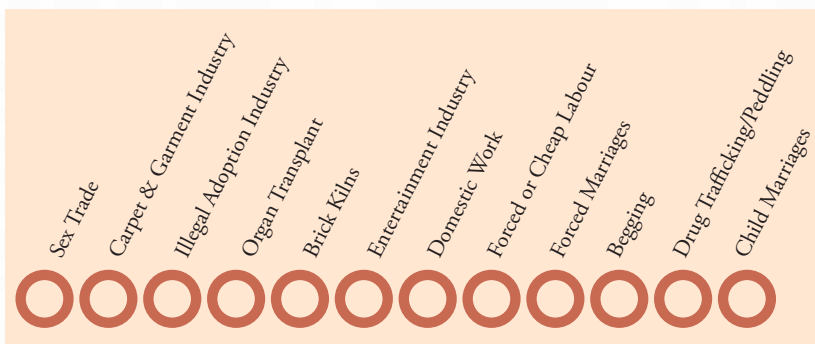 Sex Trade
Carpet & Garment Industry
Illegal Adoption Industry
Organ Transplant
Brick Kilns
Entertainment Industry
Domestic Work
Forced or Cheap Labour
Forced Marriages
Begging
Drug Trafficking/Peddling
Child Marriages